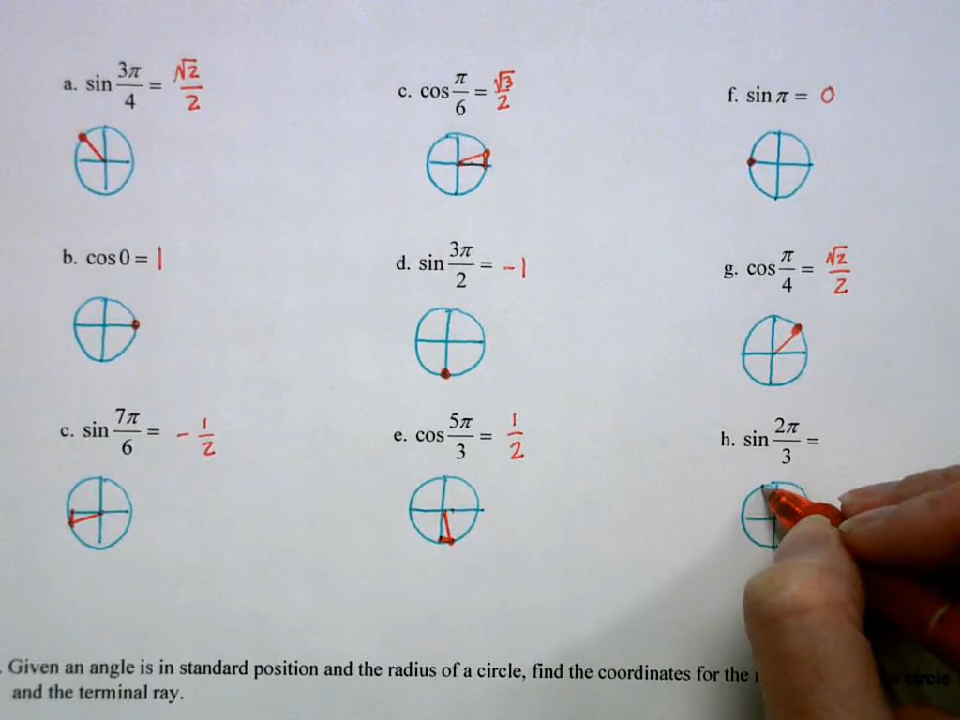 a. sin 3π/4 = √2/2
c. cos π/6 = √3/2
f. sin π = 0
b. cos 0 = 1
d. sin 3π/2 = -1
g. cos π/4 = √2/2
c. sin 7π/6 = -1/2
e. cos 5π/3 = 1/2
h. sin 2π/3 =
. Given an angle is in standard position and the radius of a circle, find the coordinates for the circle
and the terminal ray.